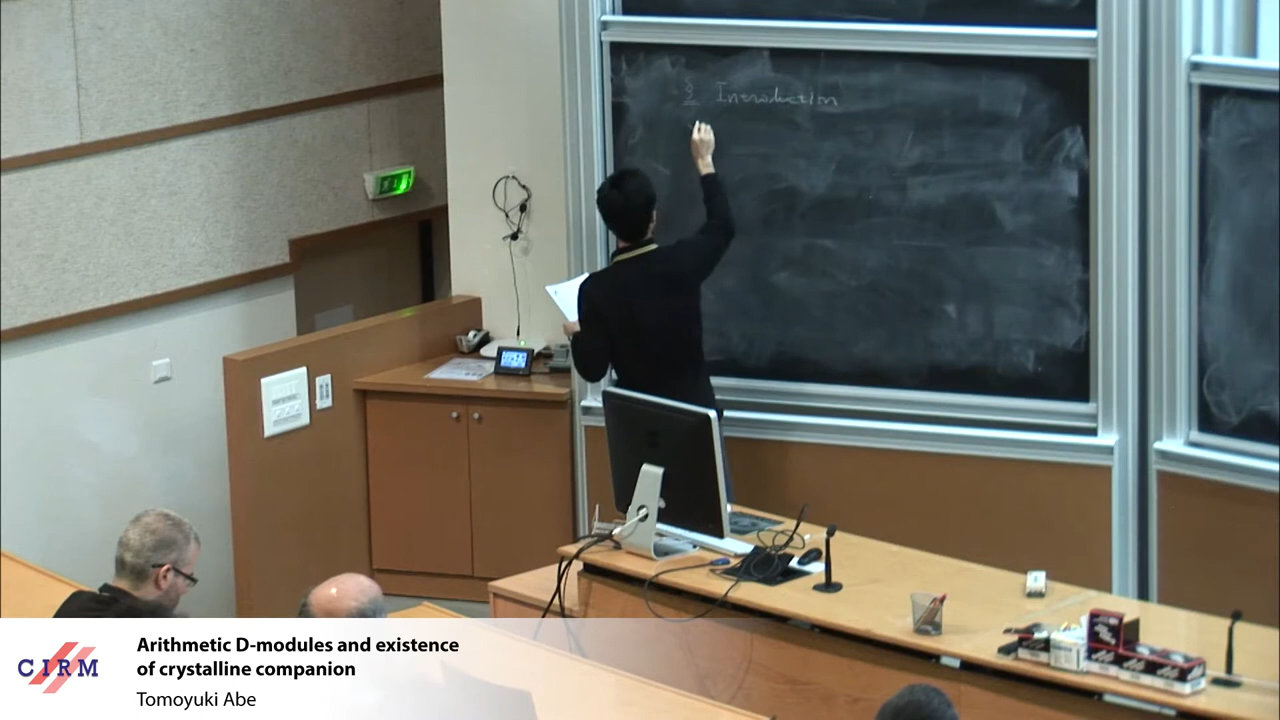 § Introduction
CIRM
Arithmetic D-modules and existence
of crystalline companion
Tomoyuki Abe